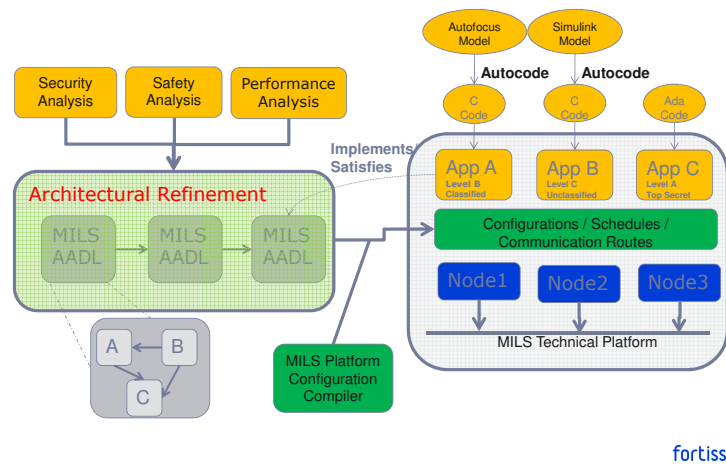 Autofocus
Model
Simulink
Model
Autocode
Autocode
Security
Analysis
Safety
Analysis
Performance
Analysis
C
Code
C
Code
Ada
Code
Implements/
Satisfies
App A
Level B
Classified
App B
Level C
Unclassified
App C
Level A
Top Secret
Architectural Refinement
MILS
AADL
MILS
AADL
MILS
AADL
Configurations / Schedules /
Communication Routes
Node1
Node2
Node3
MILS Technical Platform
A
B
C
MILS Platform
Configuration
Compiler
fortiss